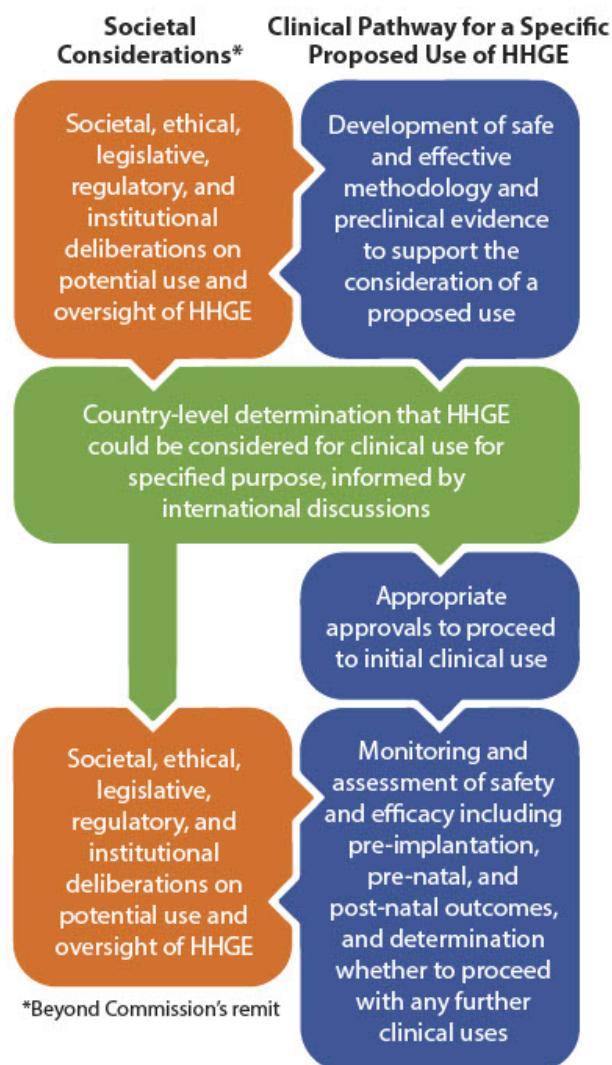 Societal
Considerations*
Clinical Pathway for a Specific
Proposed Use of HHGE
Societal, ethical,
legislative,
regulatory, and
institutional
deliberations on
potential use and
oversight of HHGE
Development of safe
and effective
methodology and
preclinical evidence
to support the
consideration of a
proposed use
Country-level determination that HHGE
could be considered for clinical use for
specified purpose, informed by
international discussions
Appropriate
approvals to proceed
to initial clinical use
Societal, ethical,
legislative,
regulatory, and
institutional
deliberations on
potential use and
oversight of HHGE
Monitoring and
assessment of safety
and efficacy including
pre-implantation,
pre-natal, and
post-natal outcomes,
and determination
whether to proceed
with any further
clinical uses
*Beyond Commission's remit